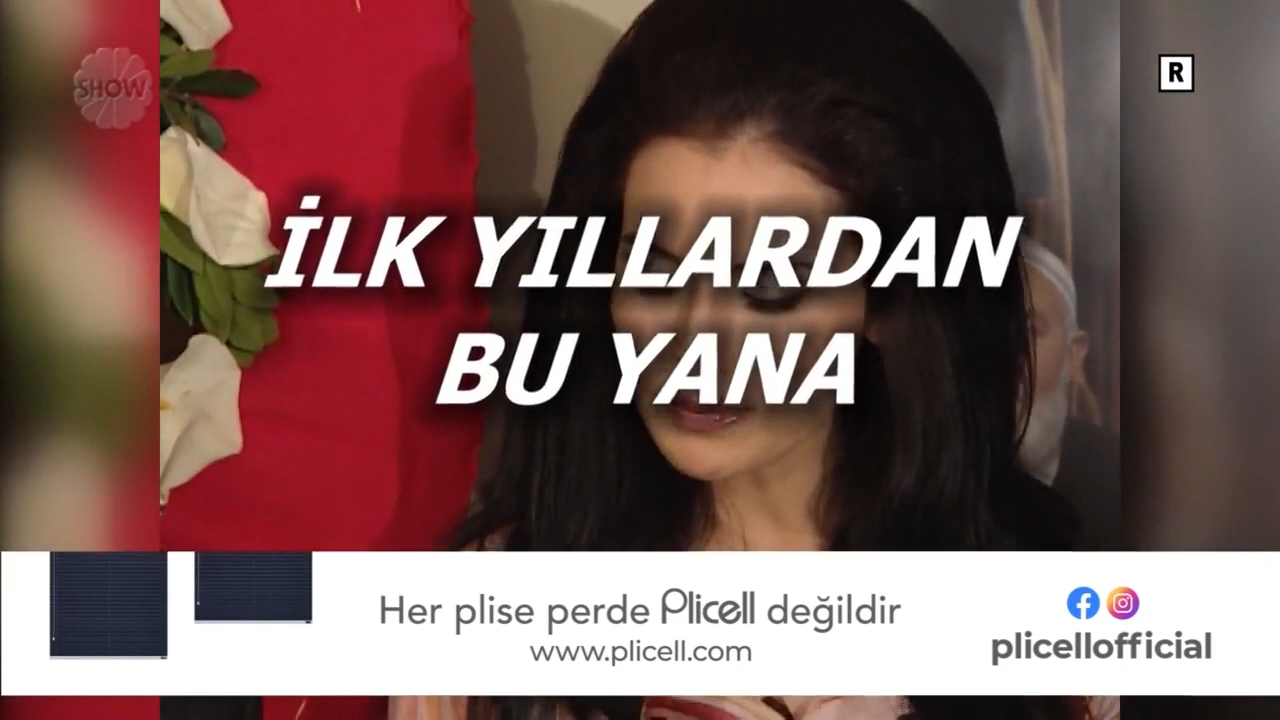 SHOW
R
İLK YILLARDAN
BU YANA
Her plise perde Plicell değildir
www.plicell.com
plicellofficial